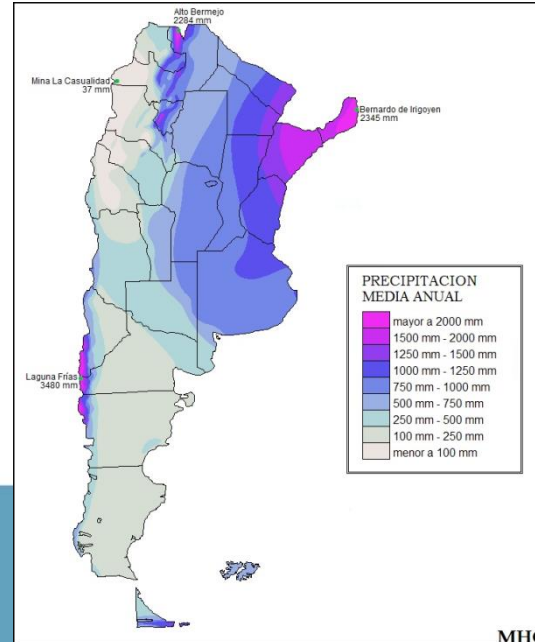 Alto Bermejo
2284 mm
Mina La Casualidad
37 mm
Bernardo de Irigoyen
2345 mm
PRECIPITACION
MEDIA ANUAL
mayor a 2000 mm
1500 mm - 2000 mm
1250 mm - 1500 mm
1000 mm - 1250 mm
750 mm - 1000 mm
500 mm - 750 mm
250 mm - 500 mm
100 mm - 250 mm
menor a 100 mm
Laguna Frías
3480 mm